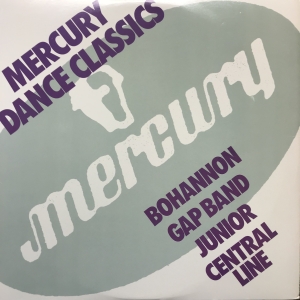 MERCURY
DANCE CLASSICS
mercury
BOHANNON
GAP BAND
JUNIOR
CENTRAL
LINE